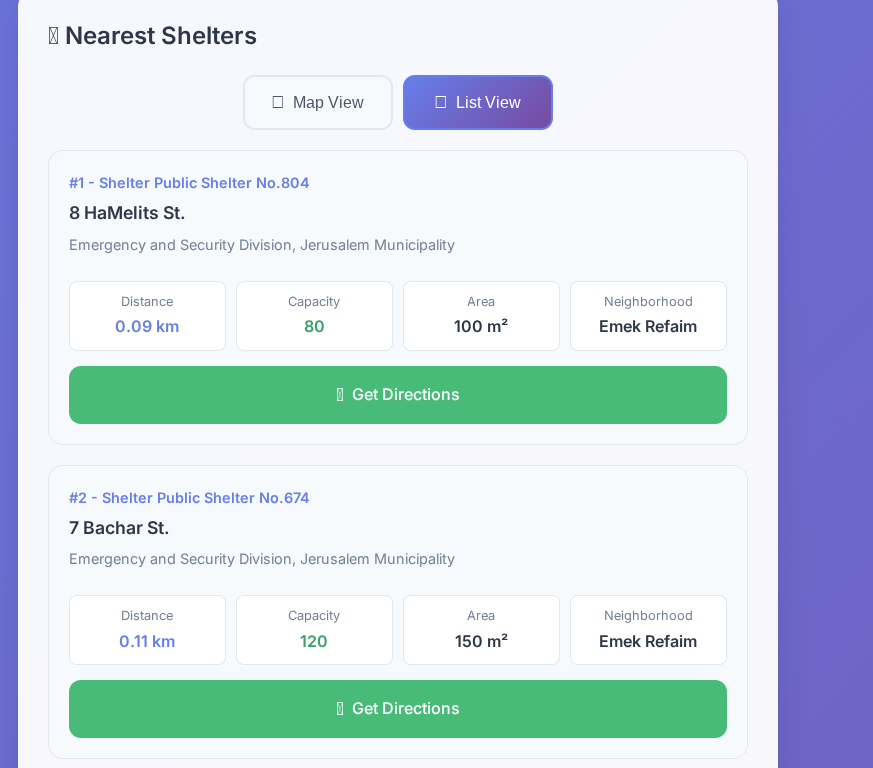 Nearest Shelters
Map View
List View
#1 - Shelter Public Shelter No.804
8 HaMelits St.
Emergency and Security Division, Jerusalem Municipality
Distance
0.09 km
Capacity
80
Area
100 m²
Neighborhood
Emek Refaim
Get Directions
#2 - Shelter Public Shelter No.674
7 Bachar St.
Emergency and Security Division, Jerusalem Municipality
Distance
0.11 km
Capacity
120
Area
150 m²
Neighborhood
Emek Refaim
Get Directions